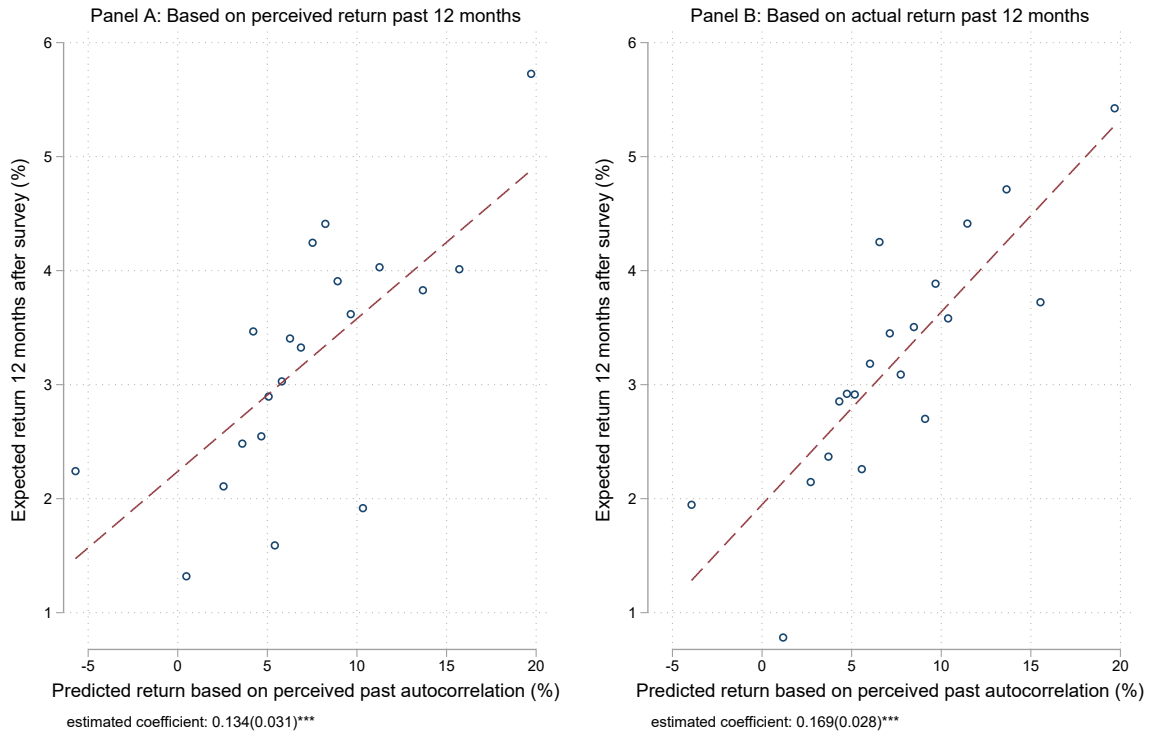 Panel A: Based on perceived return past 12 months
Expected return 12 months after survey (%)
6
5
4
3
2
1
-5 0 5 10 15 20
Predicted return based on perceived past autocorrelation (%)
estimated coefficient: 0.134(0.031)***
Panel B: Based on actual return past 12 months
Expected return 12 months after survey (%)
6
5
4
3
2
1
-5 0 5 10 15 20
Predicted return based on perceived past autocorrelation (%)
estimated coefficient: 0.169(0.028)***